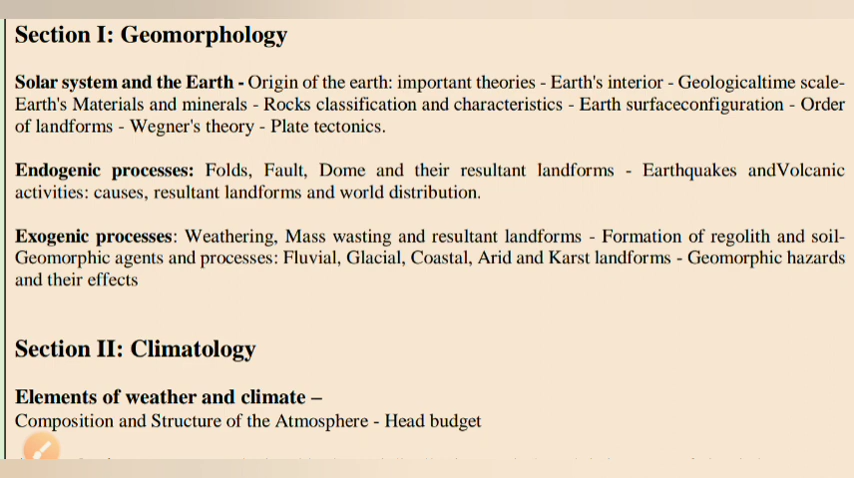 Section I: Geomorphology
Solar system and the Earth - Origin of the earth: important theories - Earth's interior - Geologicaltime scale-
Earth's Materials and minerals - Rocks classification and characteristics - Earth surfaceconfiguration - Order
of landforms - Wegner's theory - Plate tectonics.
Endogenic processes: Folds, Fault, Dome and their resultant landforms - Earthquakes andVolcanic
activities: causes, resultant landforms and world distribution.
Exogenic processes: Weathering, Mass wasting and resultant landforms - Formation of regolith and soil-
Geomorphic agents and processes: Fluvial, Glacial, Coastal, Arid and Karst landforms - Geomorphic hazards
and their effects
Section II: Climatology
Elements of weather and climate –
Composition and Structure of the Atmosphere - Head budget